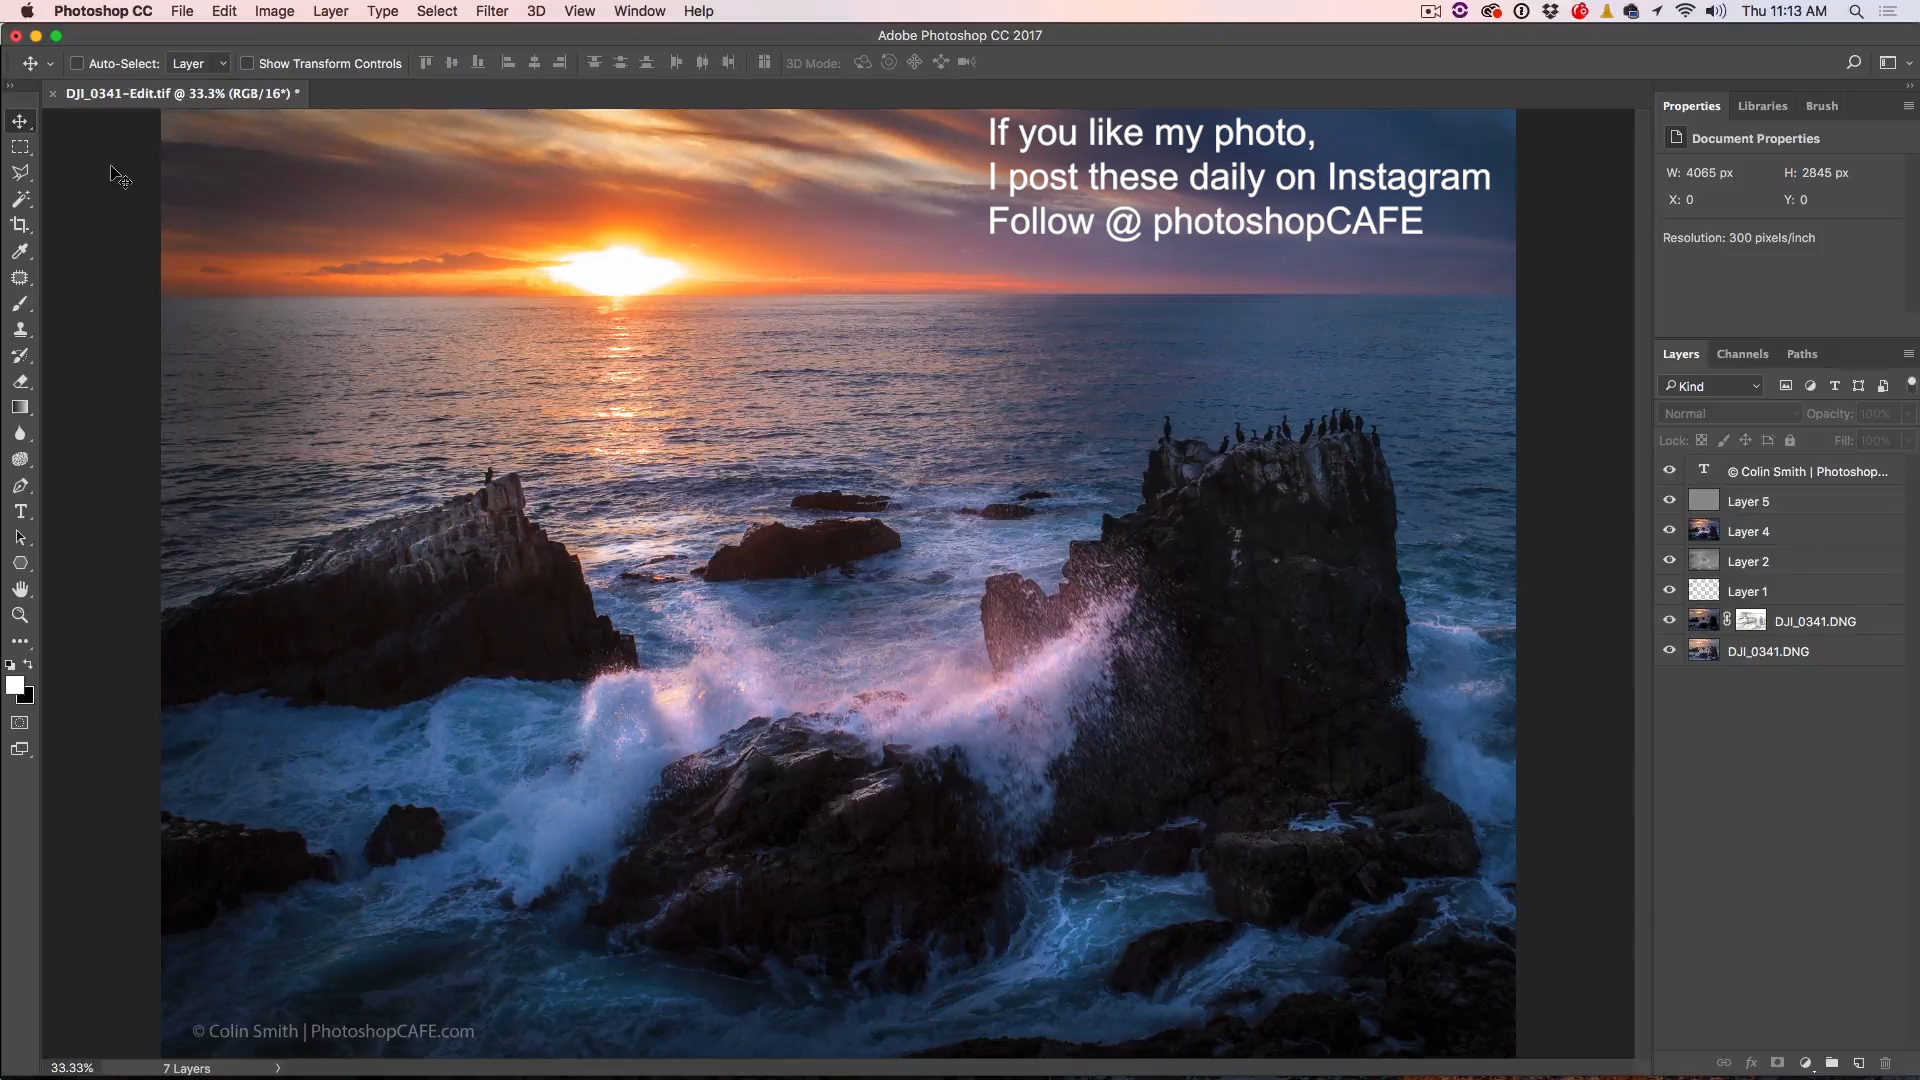 Photoshop CC File Edit Image Layer Type Select Filter 3D View Window Help Thu 11:13 AM
Adobe Photoshop CC 2017
Auto-Select: Layer Show Transform Controls 3D Mode:
× DJI_0341-Edit.tif @ 33.3% (RGB/16*) *
Properties Libraries Brush
Document Properties
W: 4065 px H: 2845 px
X: 0 Y: 0
Resolution: 300 pixels/inch
If you like my photo,
I post these daily on Instagram
Follow @ photoshopCAFE
Layers Channels Paths
Kind
Normal Opacity: 100%
Lock: Fill: 100%
© Colin Smith | Photoshop...
Layer 5
Layer 4
Layer 2
Layer 1
DJI_0341.DNG
DJI_0341.DNG
© Colin Smith | PhotoshopCAFE.com
33.33% 7 Layers